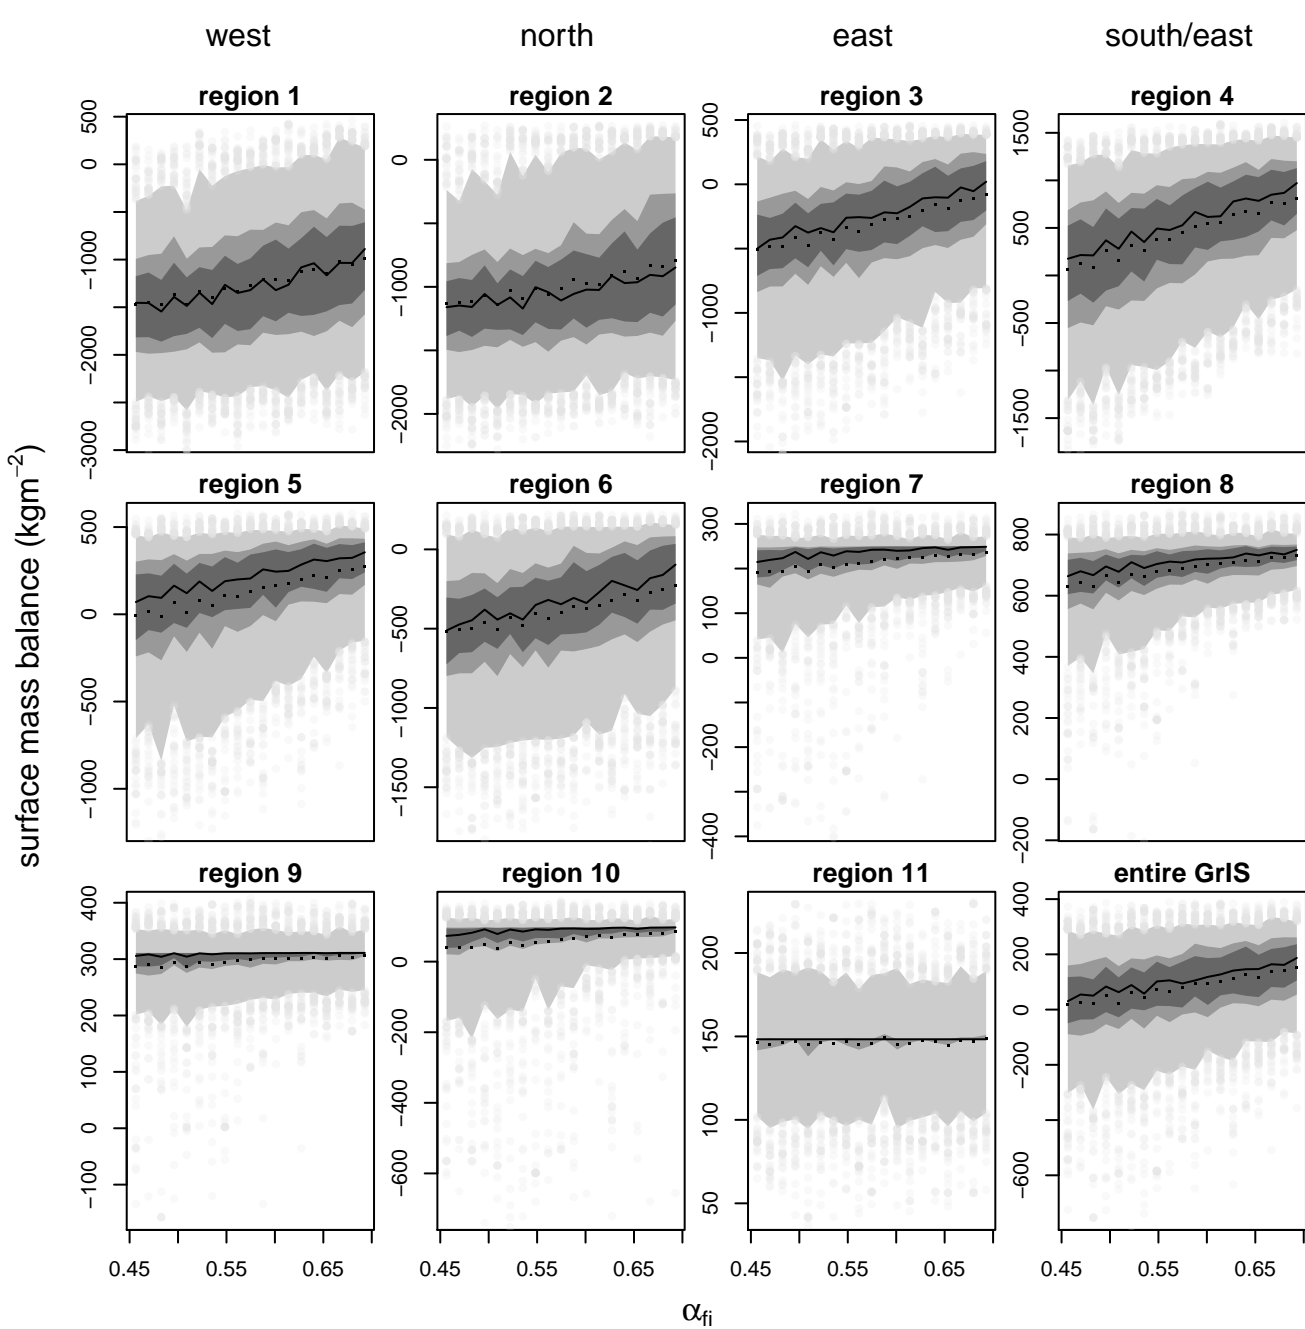 west north east south/east
region 1 region 2 region 3 region 4
500 0 −1000 −2000 −3000
0 −1000 −2000
500 0 −1000 −2000
1500 500 −500 −1500
region 5 region 6 region 7 region 8
500 0 −500 −1000
0 −500 −1000 −1500
300 100 0 −200 −400
800 600 400 200 0 −200
region 9 region 10 region 11 entire GrIS
400 300 200 100 0 −100
0 −200 −400 −600
200 150 100 50
400 200 0 −200 −600
0.45 0.55 0.65 0.45 0.55 0.65 0.45 0.55 0.65 0.45 0.55 0.65
surface mass balance (kgm⁻²)
α_fi